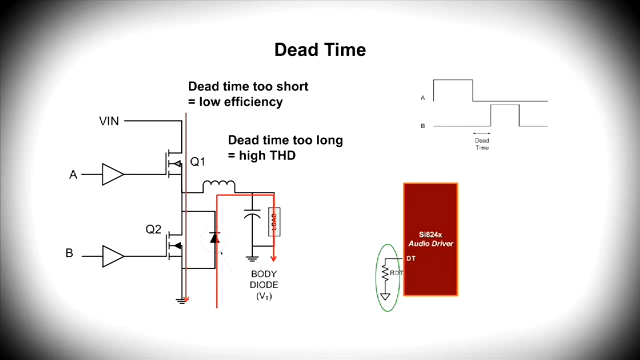 Dead Time
Dead time too short
= low efficiency
VIN
Dead time too long
= high THD
Q1
A
Q2
B
LOAD
BODY
DIODE
(VT)
A
B
Dead
Time
Si824x
Audio Driver
DT
RDT